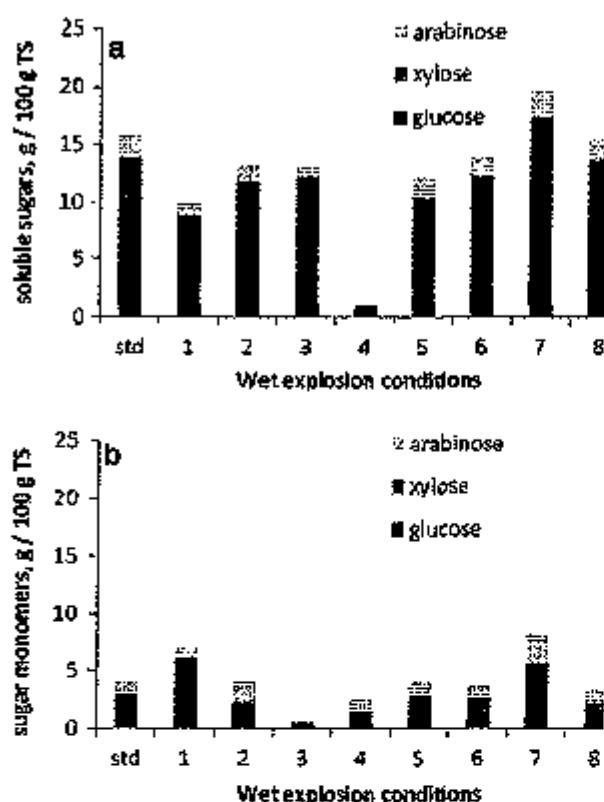 a
arabinose
xylose
glucose
soluble sugars, g / 100 g TS
25
20
15
10
5
0
std 1 2 3 4 5 6 7 8
Wet explosion conditions
b
arabinose
xylose
glucose
sugar monomers, g / 100 g TS
25
20
15
10
5
0
std 1 2 3 4 5 6 7 8
Wet explosion conditions